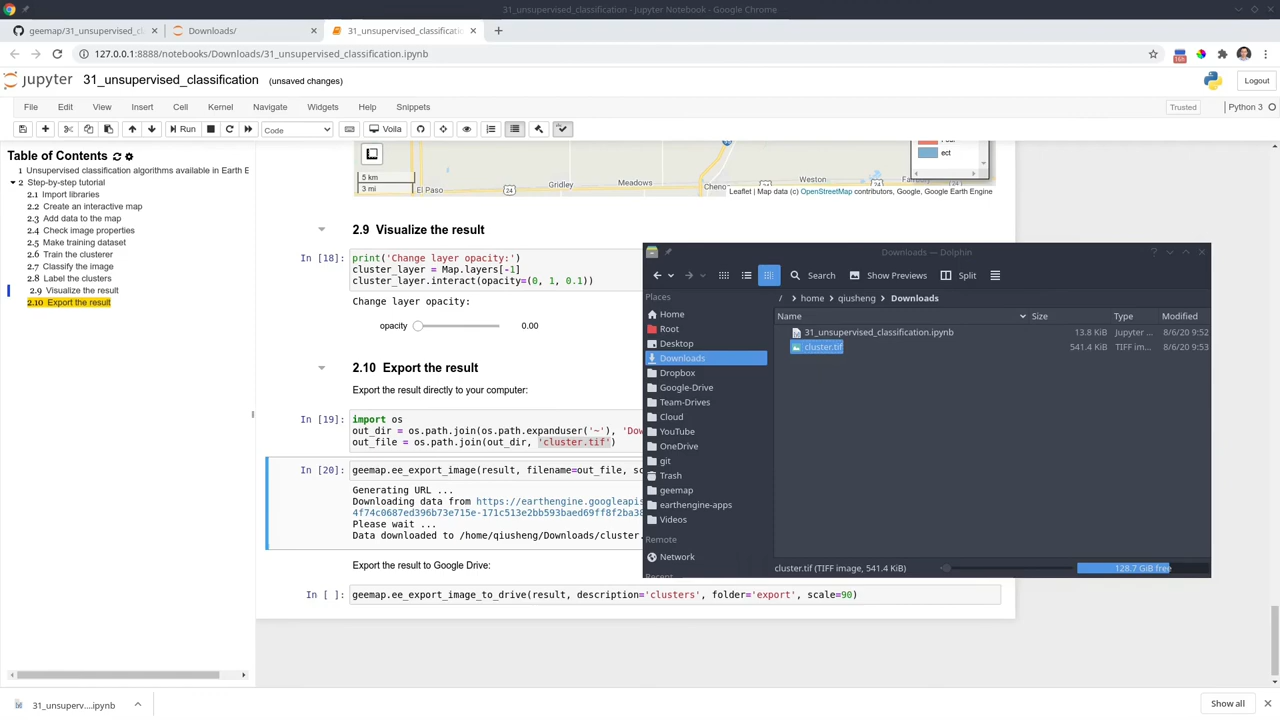 31_unsupervised_classification - Jupyter Notebook - Google Chrome
geemap/31_unsupervised_cl
Downloads/
31_unsupervised_classificatio
127.0.0.1:8888/notebooks/Downloads/31_unsupervised_classification.ipynb
jupyter 31_unsupervised_classification (unsaved changes)
Logout
File Edit View Insert Cell Kernel Navigate Widgets Help Snippets
Trusted
Python 3
Run
Code
Voila
Table of Contents
1 Unsupervised classification algorithms available in Earth E
2 Step-by-step tutorial
2.1 Import libraries
2.2 Create an interactive map
2.3 Add data to the map
2.4 Check image properties
2.5 Make training dataset
2.6 Train the clusterer
2.7 Classify the image
2.8 Label the clusters
2.9 Visualize the result
2.10 Export the result
ect
5 km
3 mi
El Paso
24
Gridley
Meadows
Weston
24
Leaflet | Map data (c) OpenStreetMap contributors, Google, Google Earth Engine
2.9 Visualize the result
In [18]: print('Change layer opacity:')
cluster_layer = Map.layers[-1]
cluster_layer.interact(opacity=(0, 1, 0.1))
Change layer opacity:
opacity 0.00
2.10 Export the result
Export the result directly to your computer:
In [19]: import os
out_dir = os.path.join(os.path.expanduser('~'), 'Dow
out_file = os.path.join(out_dir, 'cluster.tif')
In [20]: geemap.ee_export_image(result, filename=out_file, sc
Generating URL ...
Downloading data from https://earthengine.googleapis
4f74c0687ed396b73e715e-171c513e2bb593baed69ff8f2ba38
Please wait ...
Data downloaded to /home/qiusheng/Downloads/cluster.
Export the result to Google Drive:
In [ ]: geemap.ee_export_image_to_drive(result, description='clusters', folder='export', scale=90)
Downloads — Dolphin
Search
Show Previews
Split
Places
/ > home > qiusheng > Downloads
Name Size Type Modified
31_unsupervised_classification.ipynb 13.8 KiB Jupyter ... 8/6/20 9:52
cluster.tif 541.4 KiB TIFF im... 8/6/20 9:53
Home
Root
Desktop
Downloads
Dropbox
Google-Drive
Team-Drives
Cloud
YouTube
OneDrive
git
Trash
geemap
earthengine-apps
Videos
Remote
Network
cluster.tif (TIFF image, 541.4 KiB)
128.7 GiB free
31_unsuperv....ipynb
Show all